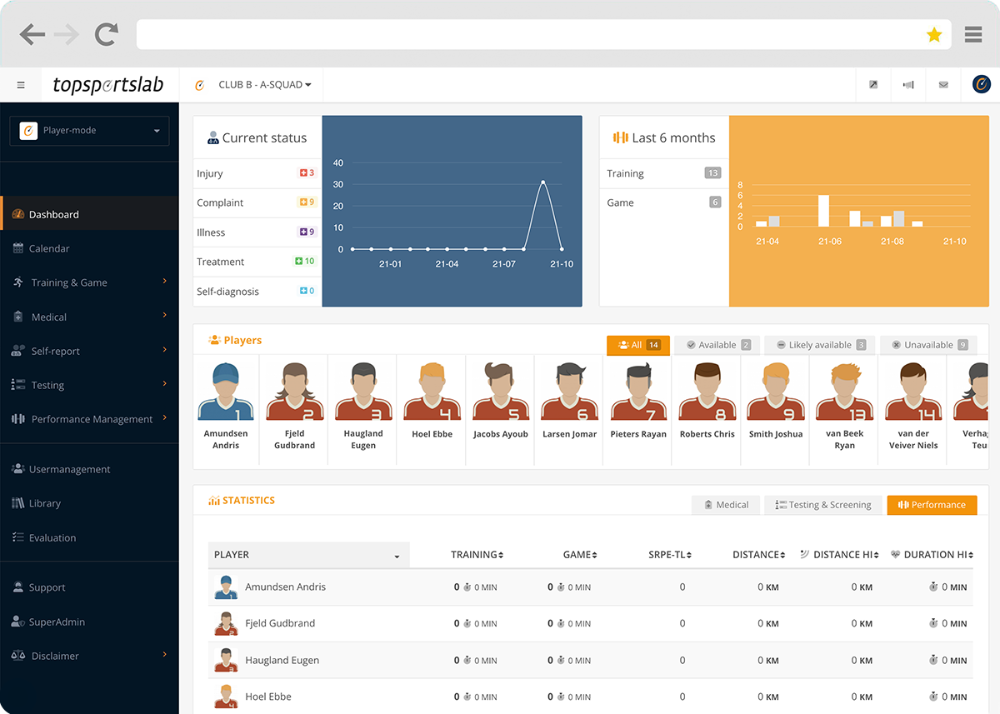 topsportslab
CLUB B - A-SQUAD
Player-mode
Dashboard
Calendar
Training & Game
Medical
Self-report
Testing
Performance Management
Usermanagement
Library
Evaluation
Support
SuperAdmin
Disclaimer
Current status
Injury 3
Complaint 9
Illness 9
Treatment 10
Self-diagnosis 0
40
30
20
10
0
21-01 21-04 21-07 21-10
Last 6 months
Training 13
Game 6
8
6
4
2
0
21-04 21-06 21-08 21-10
Players
All 14 Available 2 Likely available 3 Unavailable 9
1 2 3 4 5 6 7 8 9 13 14
Amundsen Andris
Fjeld Gudbrand
Haugland Eugen
Hoel Ebbe
Jacobs Ayoub
Larsen Jomar
Pieters Rayan
Roberts Chris
Smith Joshua
van Beek Ryan
van der Veiver Niels
STATISTICS
Medical Testing & Screening Performance
PLAYER TRAINING GAME SRPE-TL DISTANCE DISTANCE HI DURATION HI
Amundsen Andris 0 0 MIN 0 0 MIN 0 0 KM 0 KM 0 MIN
Fjeld Gudbrand 0 0 MIN 0 0 MIN 0 0 KM 0 KM 0 MIN
Haugland Eugen 0 0 MIN 0 0 MIN 0 0 KM 0 KM 0 MIN
Hoel Ebbe 0 0 MIN 0 0 MIN 0 0 KM 0 KM 0 MIN